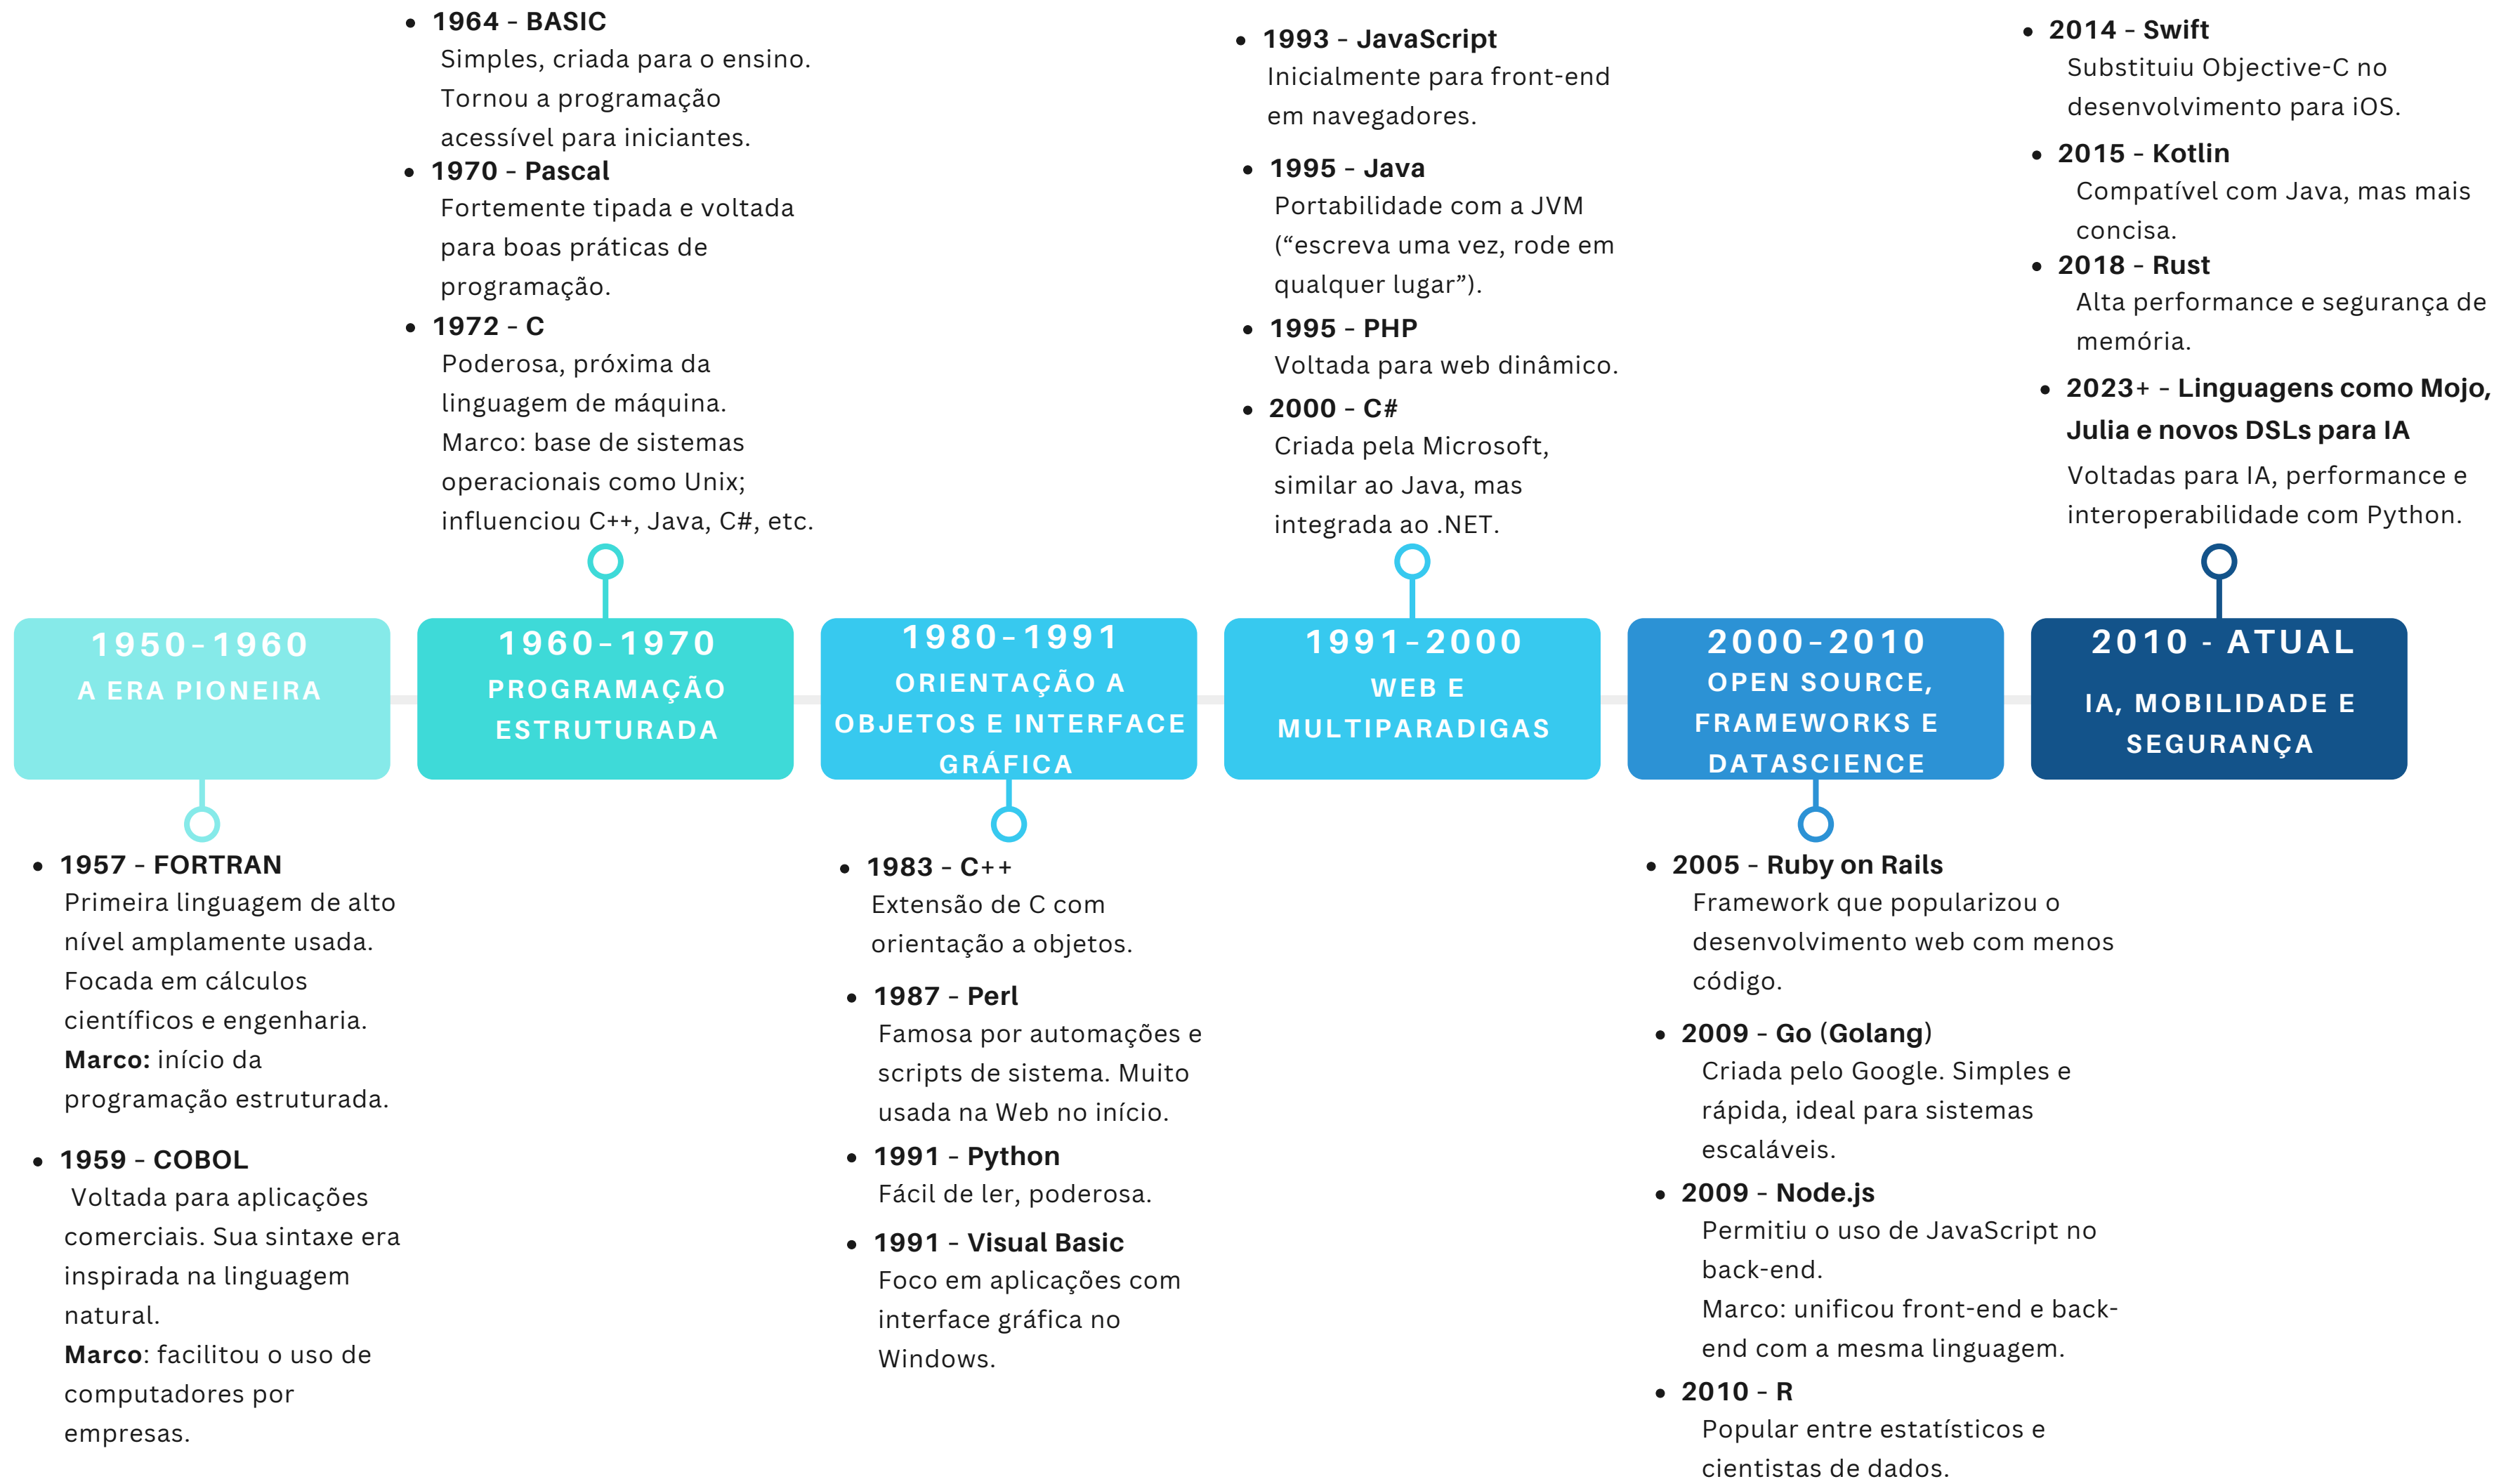 • 1964 - BASIC
Simples, criada para o ensino.
Tornou a programação
acessível para iniciantes.
• 1970 - Pascal
Fortemente tipada e voltada
para boas práticas de
programação.
• 1972 - C
Poderosa, próxima da
linguagem de máquina.
Marco: base de sistemas
operacionais como Unix;
influenciou C++, Java, C#, etc.
• 1993 - JavaScript
Inicialmente para front-end
em navegadores.
• 1995 - Java
Portabilidade com a JVM
(“escreva uma vez, rode em
qualquer lugar”).
• 1995 - PHP
Voltada para web dinâmico.
• 2000 - C#
Criada pela Microsoft,
similar ao Java, mas
integrada ao .NET.
• 2014 - Swift
Substituiu Objective-C no
desenvolvimento para iOS.
• 2015 - Kotlin
Compatível com Java, mas mais
concisa.
• 2018 - Rust
Alta performance e segurança de
memória.
• 2023+ - Linguagens como Mojo,
Julia e novos DSLs para IA
Voltadas para IA, performance e
interoperabilidade com Python.
1950-1960
A ERA PIONEIRA
1960-1970
PROGRAMAÇÃO
ESTRUTURADA
1980-1991
ORIENTAÇÃO A
OBJETOS E INTERFACE
GRÁFICA
1991-2000
WEB E
MULTIPARADIGAS
2000-2010
OPEN SOURCE,
FRAMEWORKS E
DATASCIENCE
2010 - ATUAL
IA, MOBILIDADE E
SEGURANÇA
• 1957 - FORTRAN
Primeira linguagem de alto
nível amplamente usada.
Focada em cálculos
científicos e engenharia.
Marco: início da
programação estruturada.
• 1959 - COBOL
Voltada para aplicações
comerciais. Sua sintaxe era
inspirada na linguagem
natural.
Marco: facilitou o uso de
computadores por
empresas.
• 1983 - C++
Extensão de C com
orientação a objetos.
• 1987 - Perl
Famosa por automações e
scripts de sistema. Muito
usada na Web no início.
• 1991 - Python
Fácil de ler, poderosa.
• 1991 - Visual Basic
Foco em aplicações com
interface gráfica no
Windows.
• 2005 - Ruby on Rails
Framework que popularizou o
desenvolvimento web com menos
código.
• 2009 - Go (Golang)
Criada pelo Google. Simples e
rápida, ideal para sistemas
escaláveis.
• 2009 - Node.js
Permitiu o uso de JavaScript no
back-end.
Marco: unificou front-end e back-
end com a mesma linguagem.
• 2010 - R
Popular entre estatísticos e
cientistas de dados.